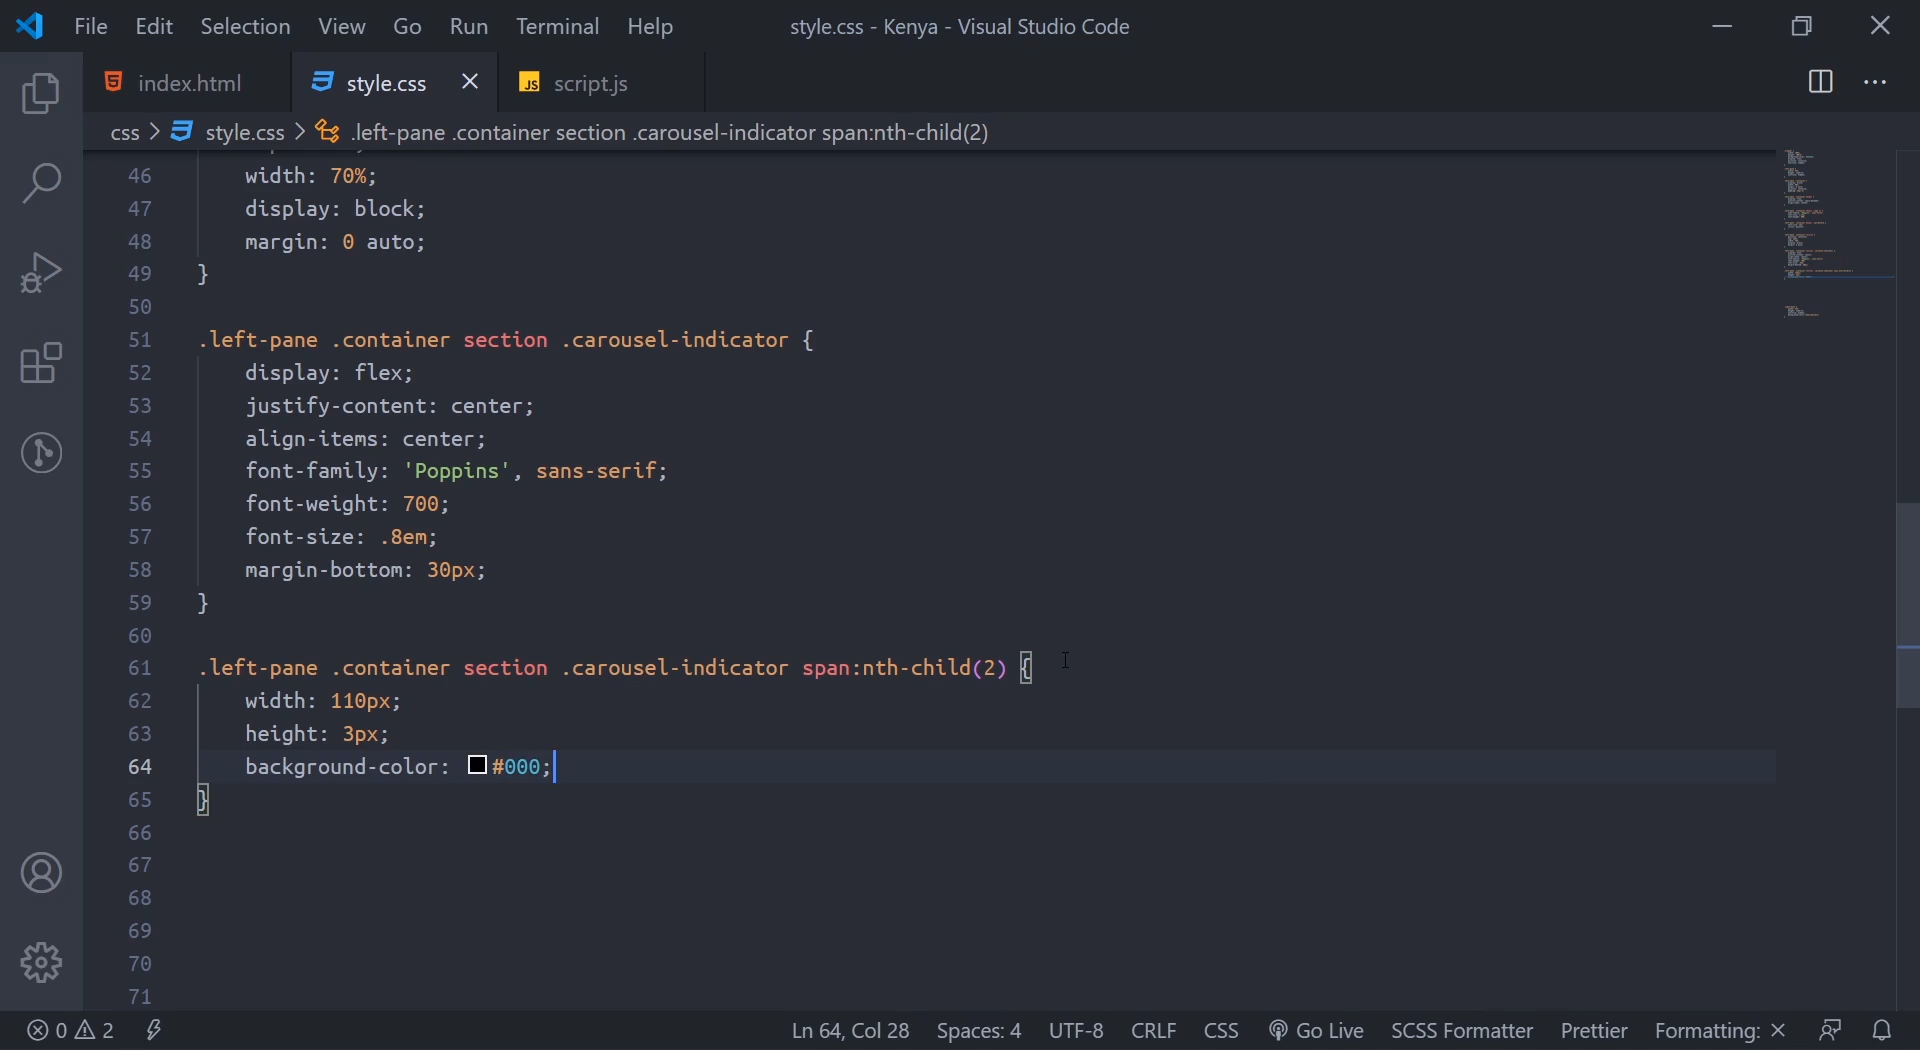 File Edit Selection View Go Run Terminal Help style.css - Kenya - Visual Studio Code
index.html style.css JS script.js
css > style.css > .left-pane .container section .carousel-indicator span:nth-child(2)
46 width: 70%;
47 display: block;
48 margin: 0 auto;
49 }
50
51 .left-pane .container section .carousel-indicator {
52 display: flex;
53 justify-content: center;
54 align-items: center;
55 font-family: 'Poppins', sans-serif;
56 font-weight: 700;
57 font-size: .8em;
58 margin-bottom: 30px;
59 }
60
61 .left-pane .container section .carousel-indicator span:nth-child(2) {
62 width: 110px;
63 height: 3px;
64 background-color: #000;
65 }
66
67
68
69
70
71
0 2 Ln 64, Col 28 Spaces: 4 UTF-8 CRLF CSS Go Live SCSS Formatter Prettier Formatting: ×